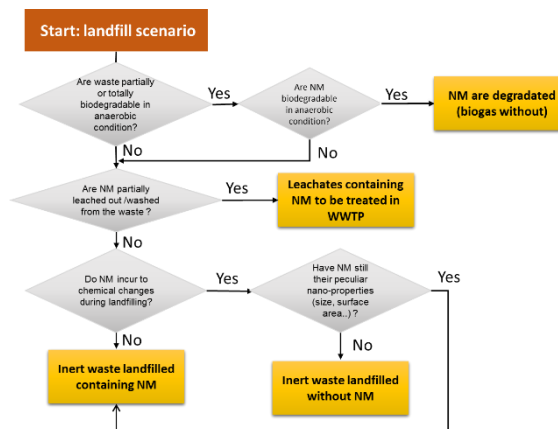 Start: landfill scenario
Are waste partially
or totally
biodegradable in
anaerobic
condition?
Yes
Are NM
biodegradable
in anaerobic
condition?
Yes
NM are degradated
(biogas without)
No
No
Are NM partially
leached out /washed
from the waste ?
Yes
Leachates containing
NM to be treated in
WWTP
No
Do NM incur to
chemical changes
during landfilling?
Yes
Have NM still
their peculiar
nano-properties
(size, surface
area..) ?
Yes
No
No
Inert waste landfilled
containing NM
Inert waste landfilled
without NM